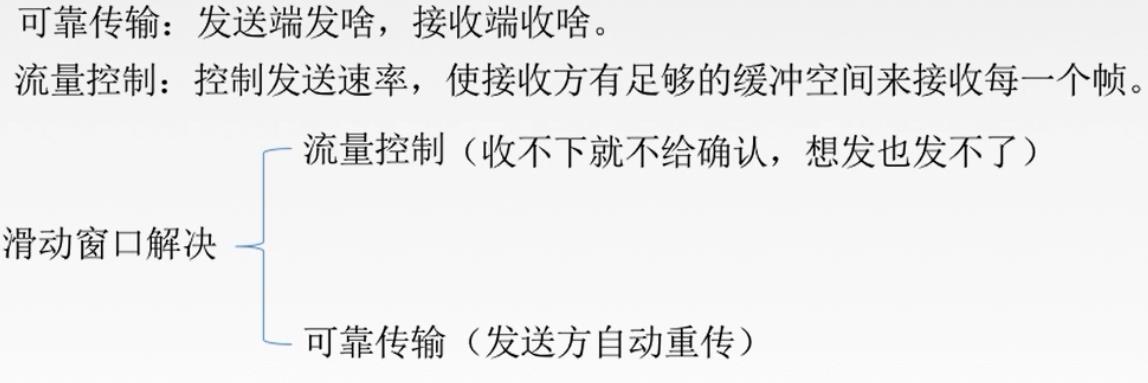 可靠传输：发送端发啥，接收端收啥。
流量控制：控制发送速率，使接收方有足够的缓冲空间来接收每一个帧。
流量控制（收不下就不给确认，想发也发不了）
滑动窗口解决
可靠传输（发送方自动重传）